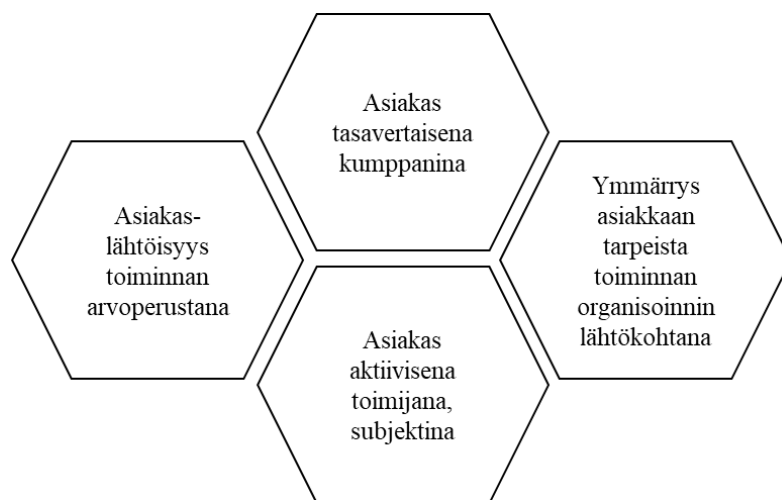 Asiakas
tasavertaisena
kumppanina
Asiakas-
lähtöisyys
toiminnan
arvoperustana
Ymmärrys
asiakkaan
tarpeista
toiminnan
organisoinnin
lähtökohtana
Asiakas
aktiivisena
toimijana,
subjektina